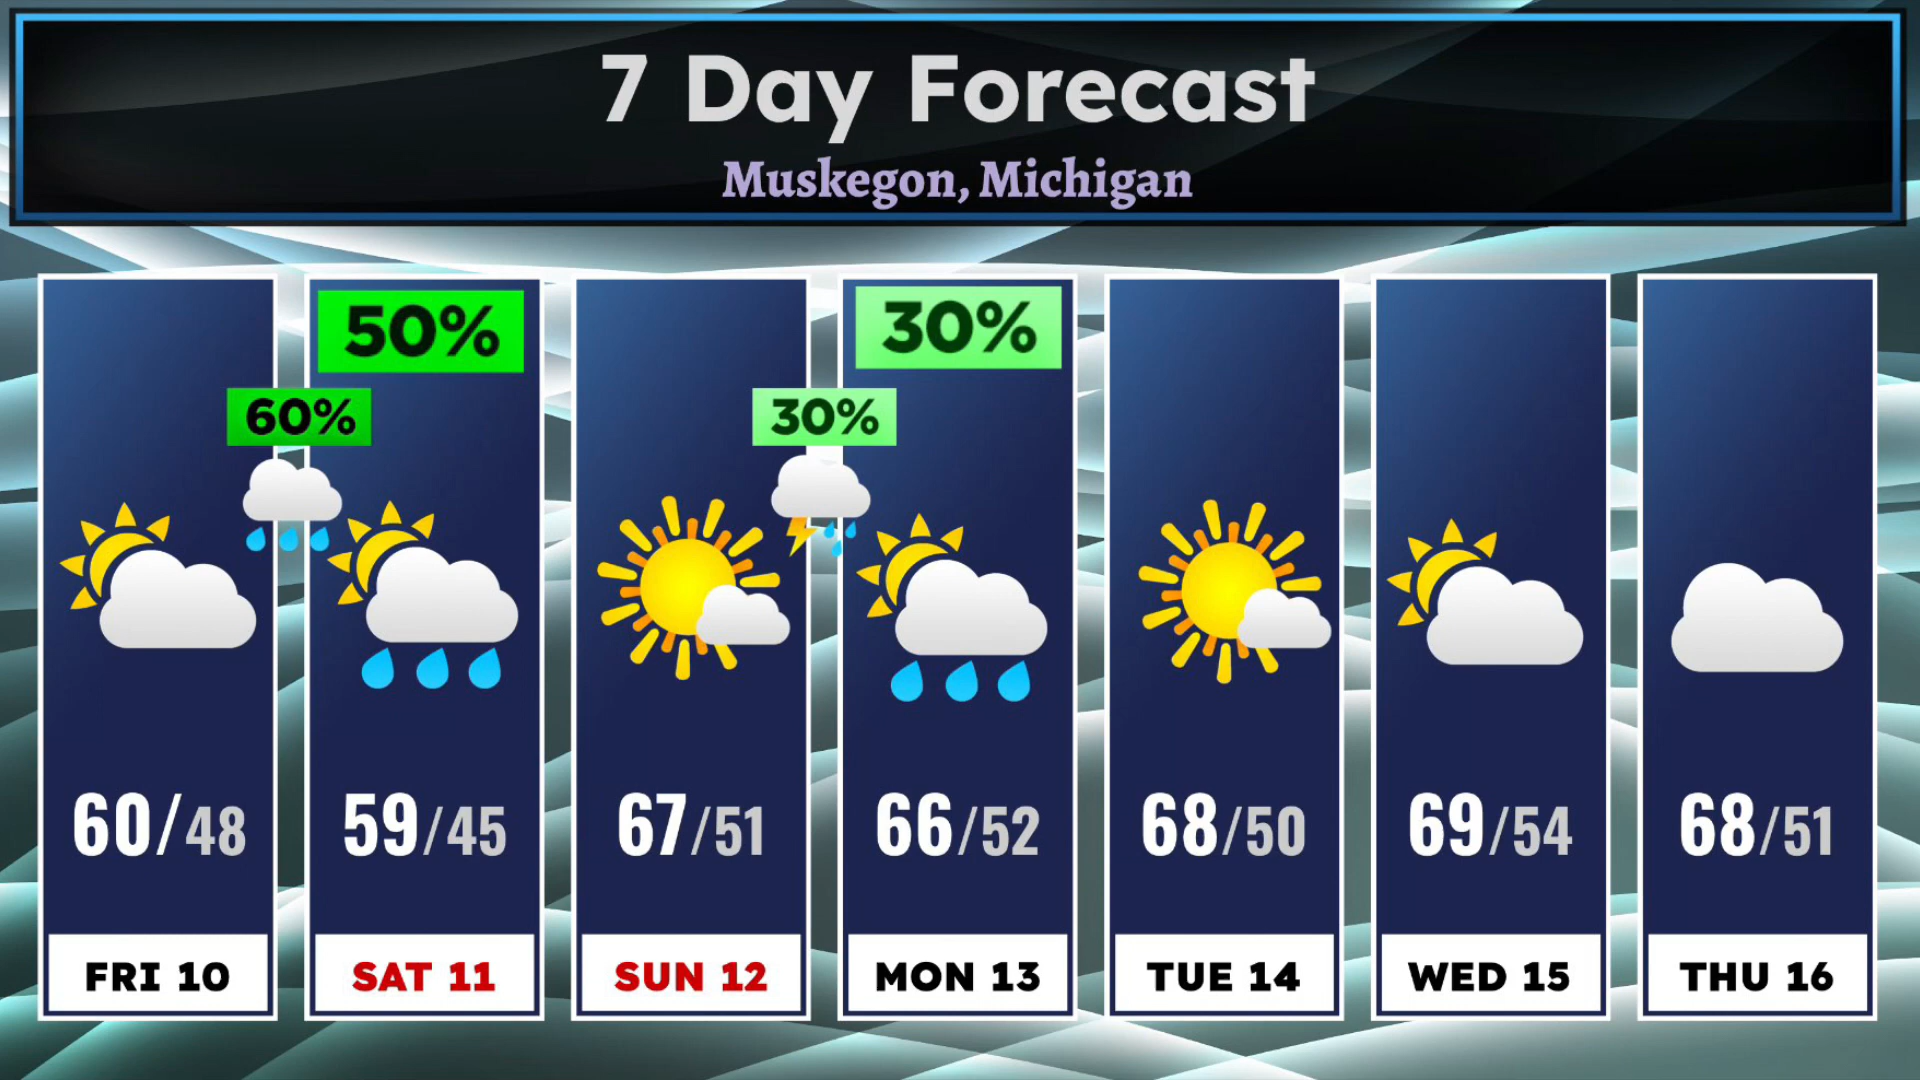 7 Day Forecast
Muskegon, Michigan
50%
30%
60%
30%
60/48
59/45
67/51
66/52
68/50
69/54
68/51
FRI 10
SAT 11
SUN 12
MON 13
TUE 14
WED 15
THU 16